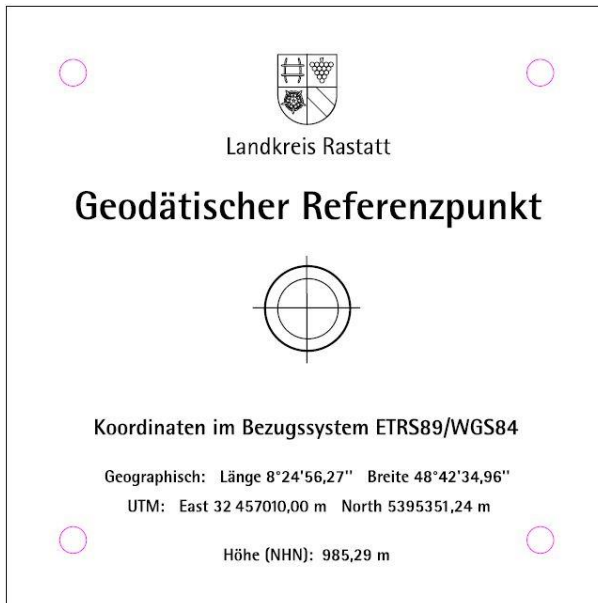 Landkreis Rastatt
Geodätischer Referenzpunkt
Koordinaten im Bezugssystem ETRS89/WGS84
Geographisch: Länge 8°24'56,27'' Breite 48°42'34,96''
UTM: East 32 457010,00 m North 5395351,24 m
Höhe (NHN): 985,29 m